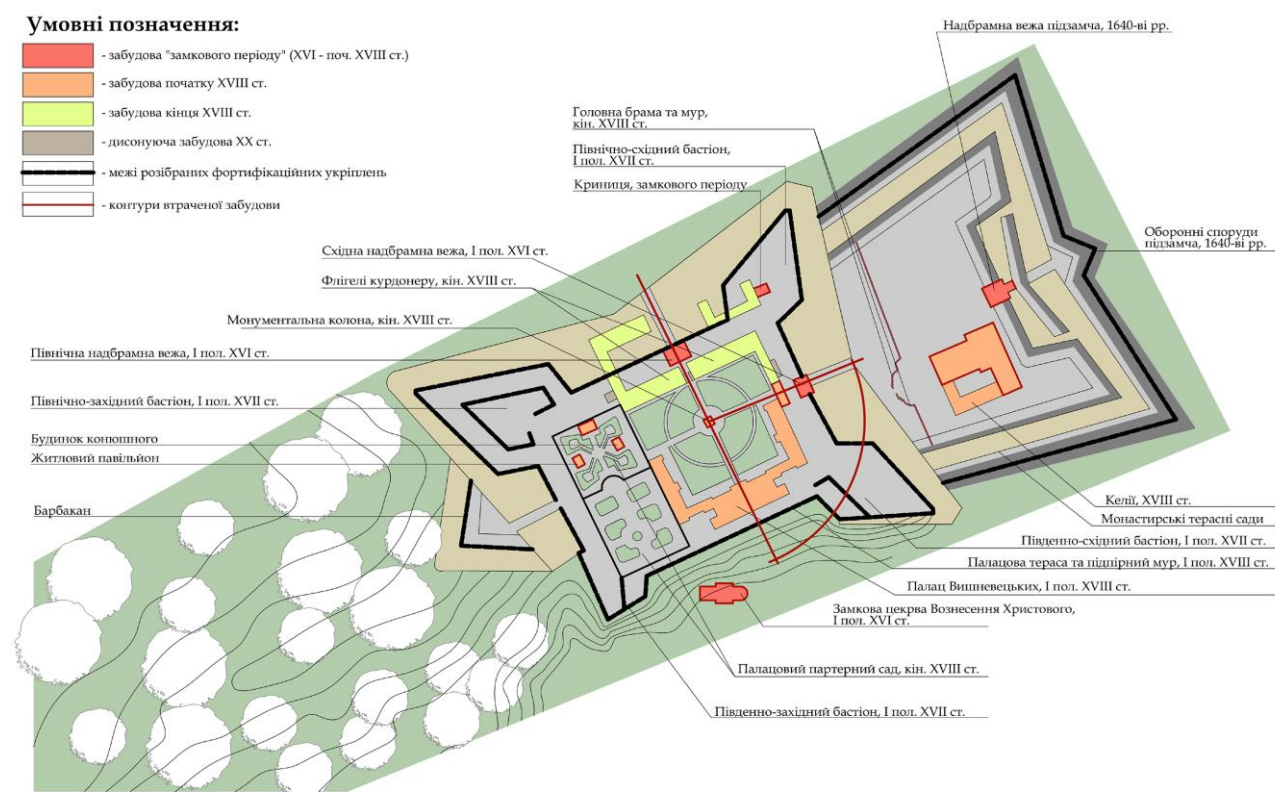 Умовні позначення:
- забудова "замкового періоду" (XVI - поч. XVIII ст.)
- забудова початку XVIII ст.
- забудова кінця XVIII ст.
- дисонуюча забудова XX ст.
- межі розібраних фортифікаційних укріплень
- контури втраченої забудови
Надбрамна вежа підзамча, 1640-ві рр.
Головна брама та мур,
кін. XVIII ст.
Північно-східний бастіон,
I пол. XVII ст.
Криниця, замкового періоду
Оборонні споруди
підзамча, 1640-ві рр.
Східна надбрамна вежа, I пол. XVI ст.
Флігелі курдонеру, кін. XVIII ст.
Монументальна колона, кін. XVIII ст.
Північна надбрамна вежа, I пол. XVI ст.
Північно-західний бастіон, I пол. XVII ст.
Будинок конюшного
Житловий павільйон
Барбакан
Келії, XVIII ст.
Монастирські терасні сади
Південно-східний бастіон, I пол. XVII ст.
Палацова тераса та підпірний мур, I пол. XVIII ст.
Палац Вишневецьких, I пол. XVIII ст.
Замкова цекрва Вознесення Христового,
I пол. XVI ст.
Палацовий партерний сад, кін. XVIII ст.
Південно-західний бастіон, I пол. XVII ст.